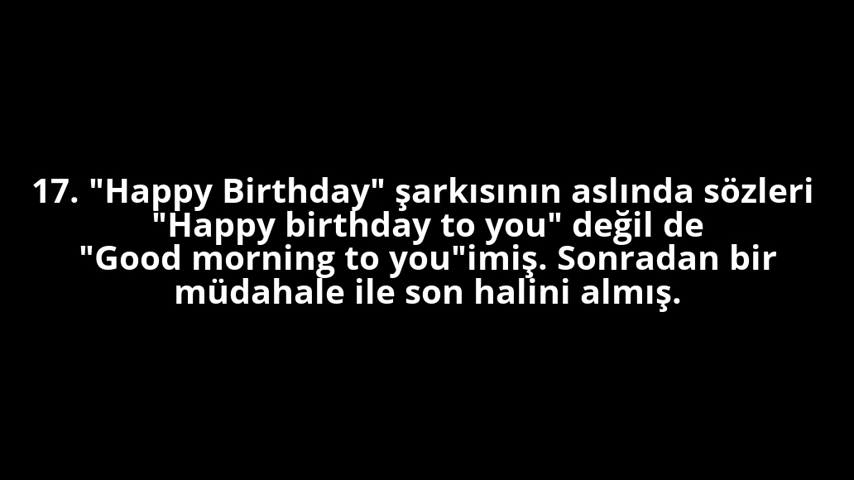 17. "Happy Birthday" şarkısının aslında sözleri
"Happy birthday to you" değil de
"Good morning to you"imiş. Sonradan bir
müdahale ile son halini almış.